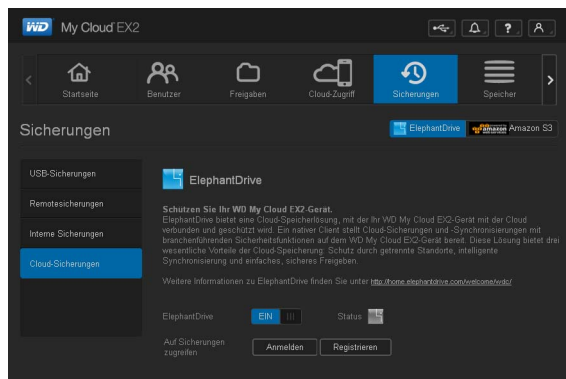 WD My Cloud EX2
?
Startseite
Benutzer
Freigaben
Cloud-Zugriff
Sicherungen
Speicher
Sicherungen
ElephantDrive
amazon Amazon S3
USB-Sicherungen
Remotesicherungen
Interne Sicherungen
Cloud-Sicherungen
ElephantDrive
Schutzen Sie Ihr WD My Cloud EX2-Gerät.
ElephantDrive bietet eine Cloud-Speicherlösung, mit der Ihr WD My Cloud EX2-Gerät mit der Cloud
verbunden und geschützt wird. Ein nativer Client stellt Cloud-Sicherungen und -Synchronisierungen mit
branchenführenden Sicherheitsfunktionen auf dem WD My Cloud EX2-Gerät bereit. Diese Lösung bietet drei
wesentliche Vorteile der Cloud-Speicherung: Schutz durch getrennte Standorte, intelligente
Synchronisierung und einfaches, sicheres Freigeben.
Weitere Informationen zu ElephantDrive finden Sie unter http://home.elephantdrive.com/welcome/wdc/
ElephantDrive
EIN
Status
Auf Sicherungen
zugreifen
Anmelden
Registrieren